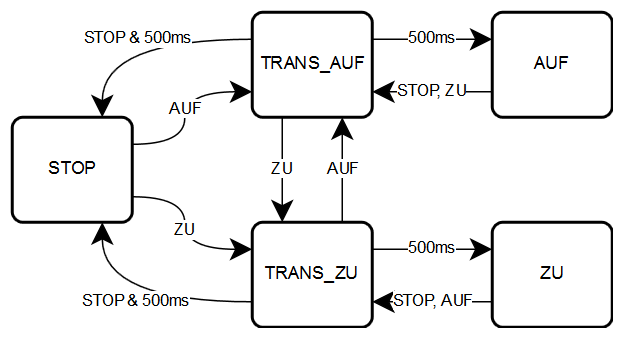 STOP & 500ms
TRANS_AUF
500ms
AUF
STOP, ZU
AUF
STOP
ZU
AUF
ZU
TRANS_ZU
500ms
ZU
STOP, AUF
STOP & 500ms